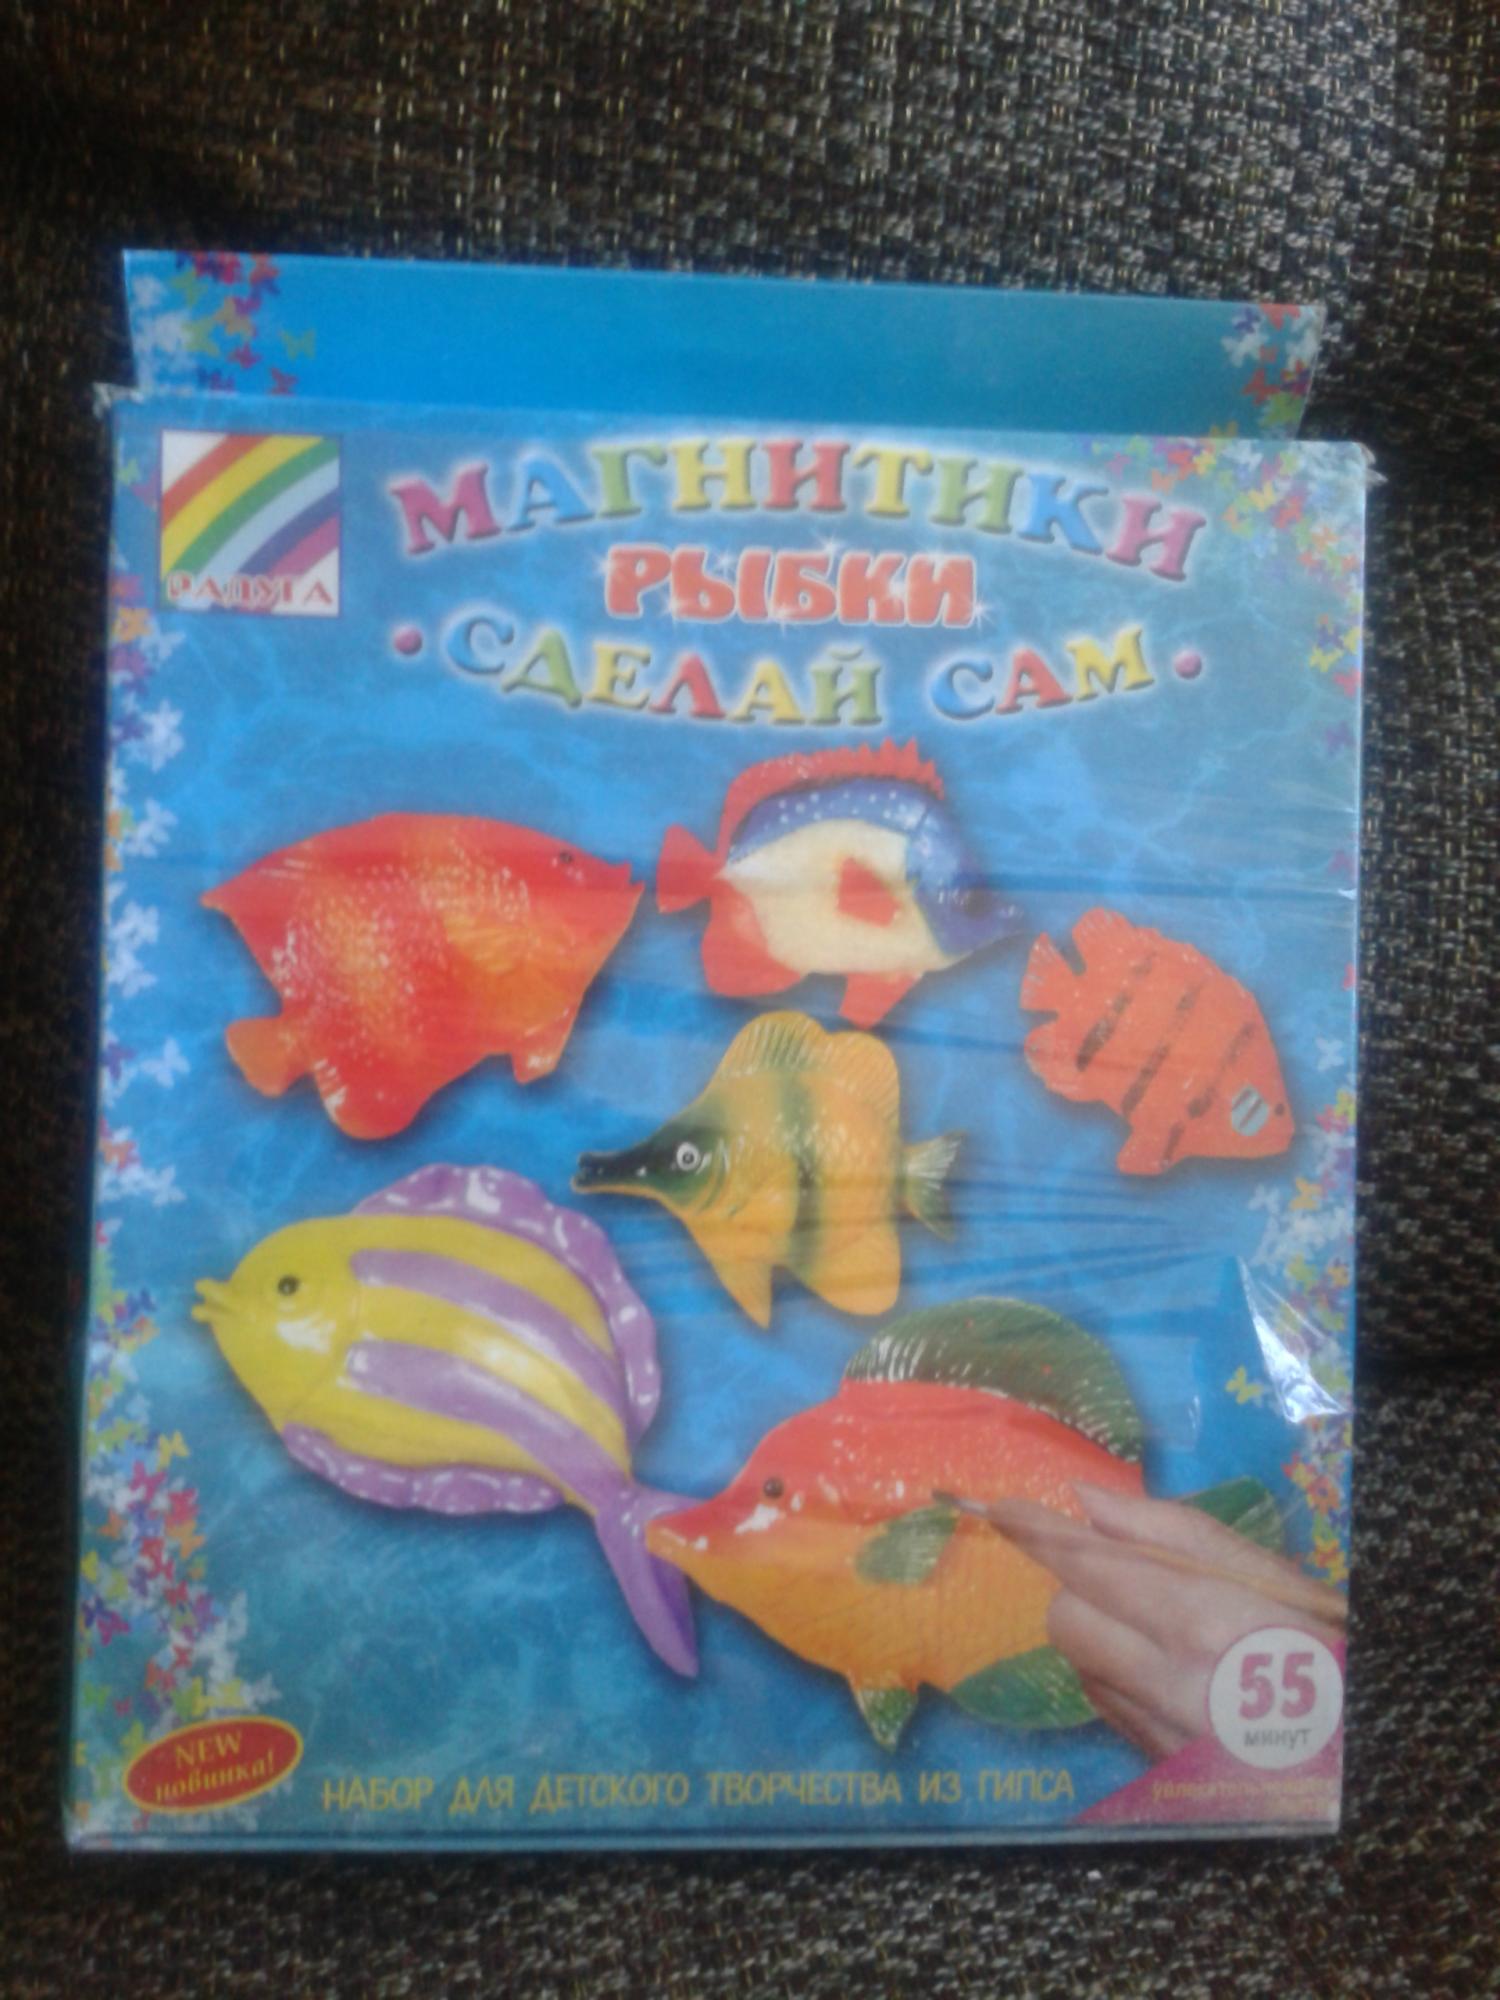 РАДУГА
МАГНИТИКИ
РЫБКИ
• СДЕЛАЙ САМ •
55
минут
NEW
новинка!
НАБОР ДЛЯ ДЕТСКОГО ТВОРЧЕСТВА ИЗ ГИПСА